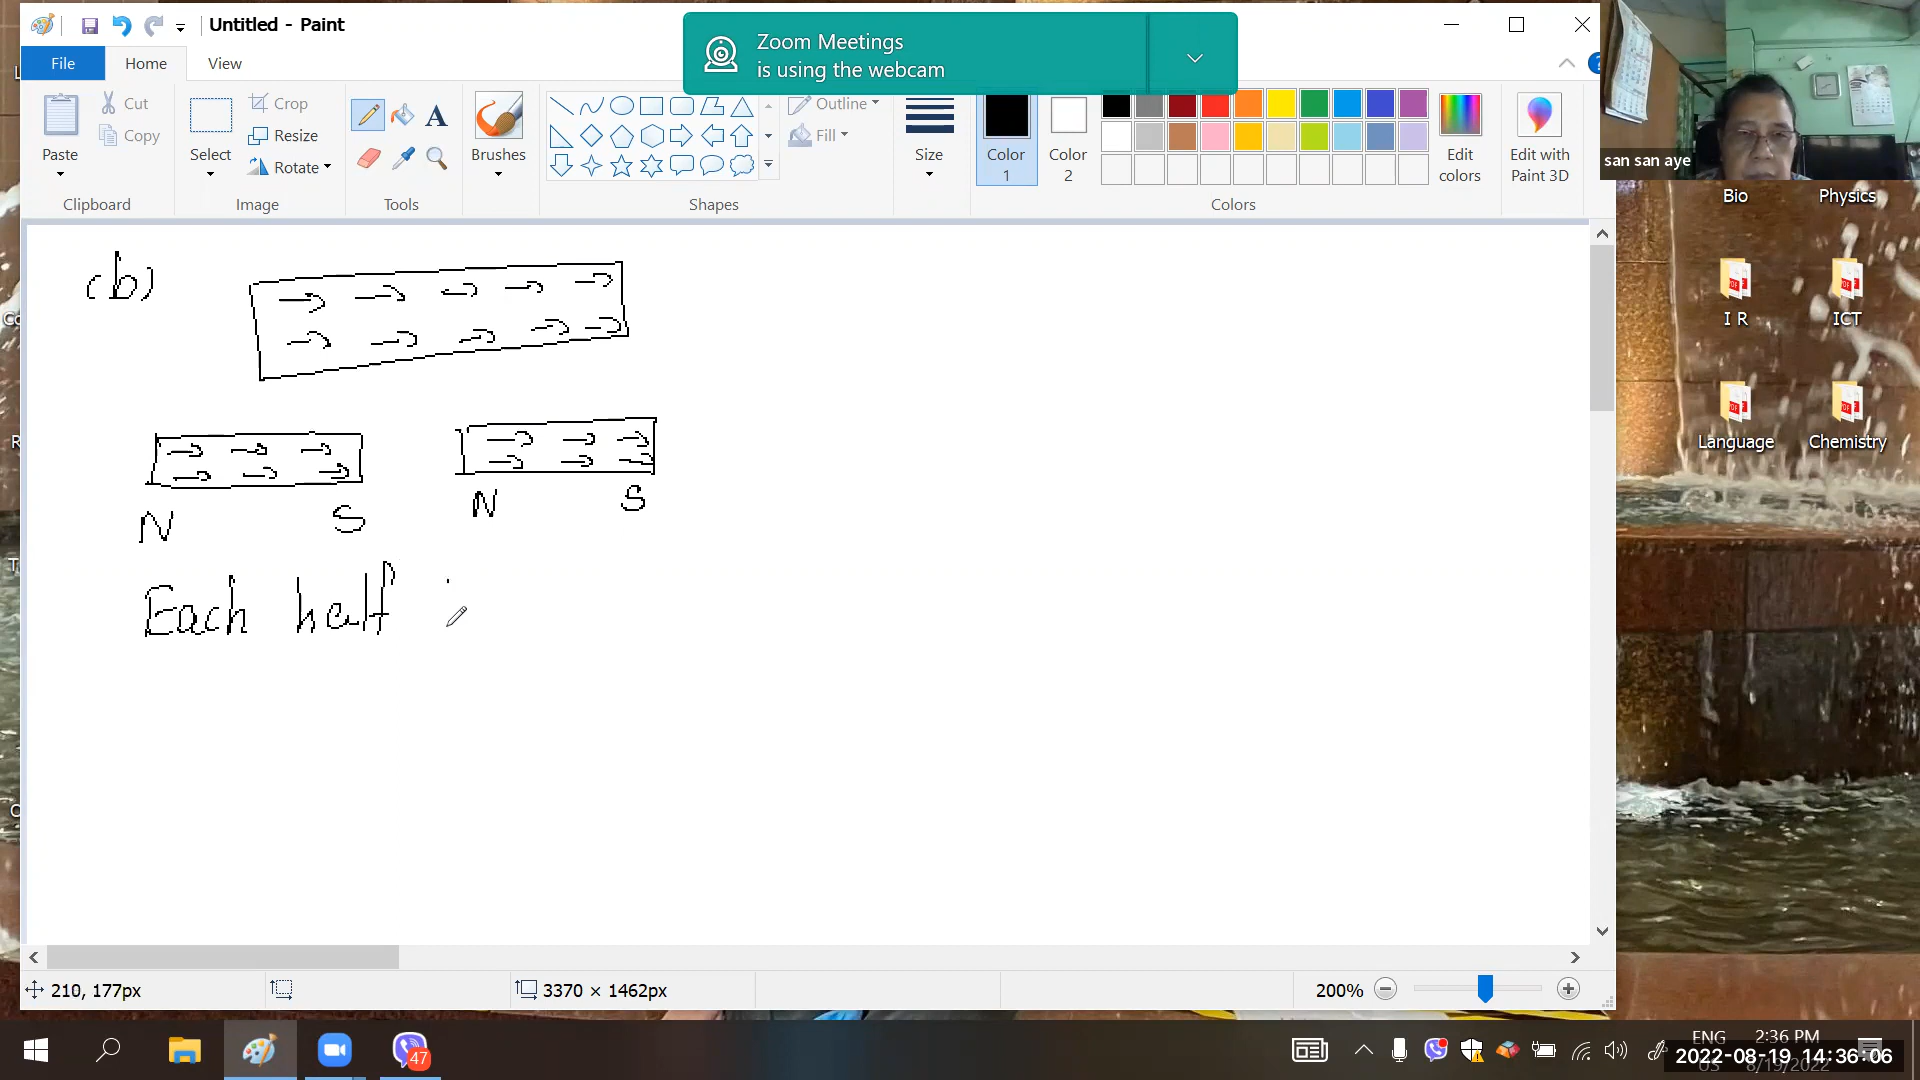 Untitled - Paint
Zoom Meetings
is using the webcam
File
Home
View
Cut
Copy
Paste
Clipboard
Crop
Resize
Rotate
Select
Image
Tools
Brushes
Shapes
Outline
Fill
Size
Color
1
Color
2
Colors
Edit
colors
Edit with
Paint 3D
san san aye
Bio
Physics
I R
ICT
Language
Chemistry
(b)
N S N S
Each half
210, 177px
3370 × 1462px
200%
47
ENG
2:36 PM
2022-08-19 14:36:06
8/19/2022